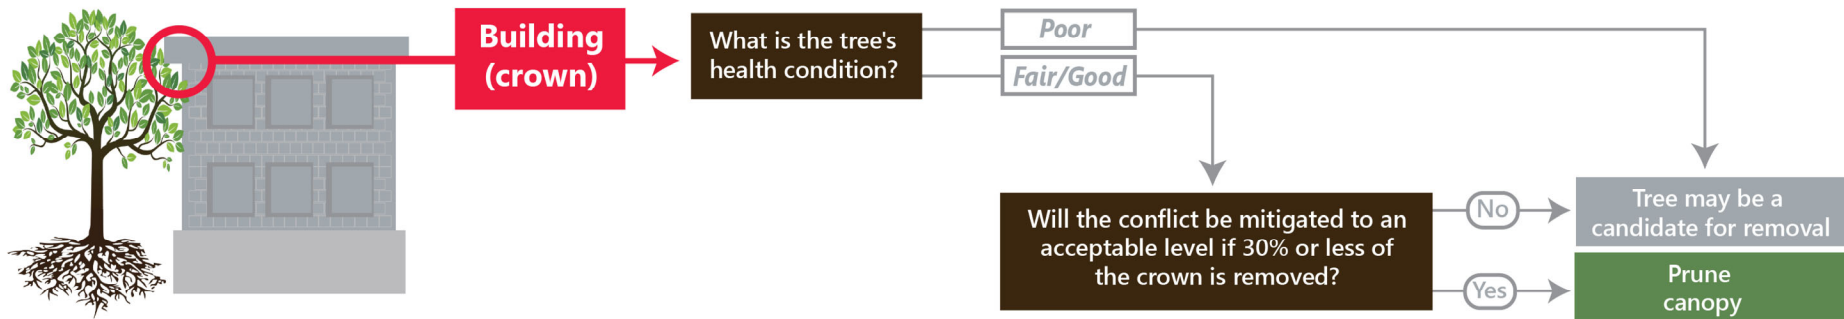 Building
(crown)
What is the tree's
health condition?
Poor
Fair/Good
Will the conflict be mitigated to an
acceptable level if 30% or less of
the crown is removed?
No
Yes
Tree may be a
candidate for removal
Prune
canopy